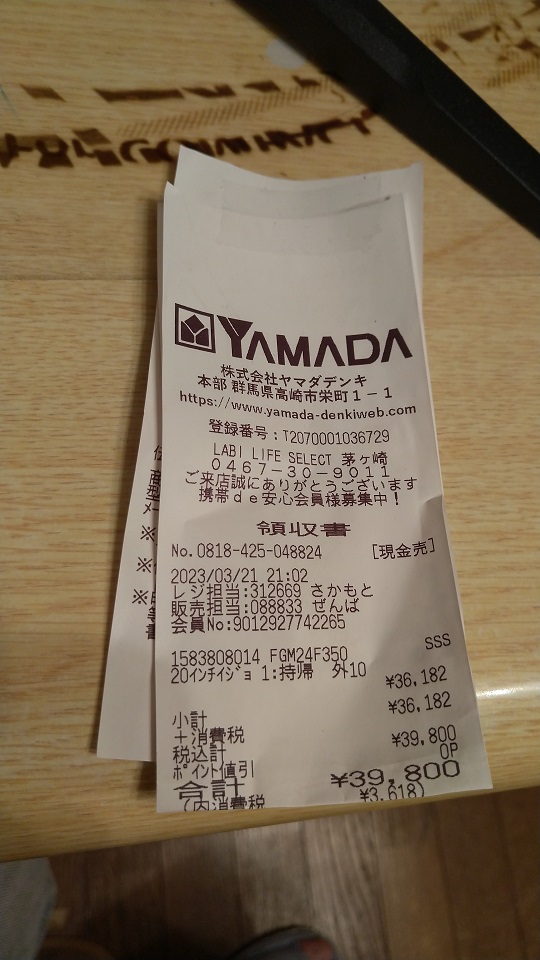 YAMADA
株式会社ヤマダデンキ
本部 群馬県高崎市栄町1-1
https://www.yamada-denkiweb.com
登録番号:T2070001036729
LABI LIFE SELECT 茅ヶ崎
0467-30-9011
ご来店誠にありがとうございます
携帯de安心会員様募集中!
領収書
No.0818-425-048824 [現金売]
2023/03/21 21:02
レジ担当:312669 さかもと
販売担当:088833 ぜんば
会員No:9012927742265
SSS
1583808014 FGM24F350
20インチイジョ 1:持帰 外10 ¥36,182
小計 ¥36,182
+消費税
税込計 ¥39,800
ポイント値引 0P
合計 ¥39,800
(内消費税 ¥3,618)